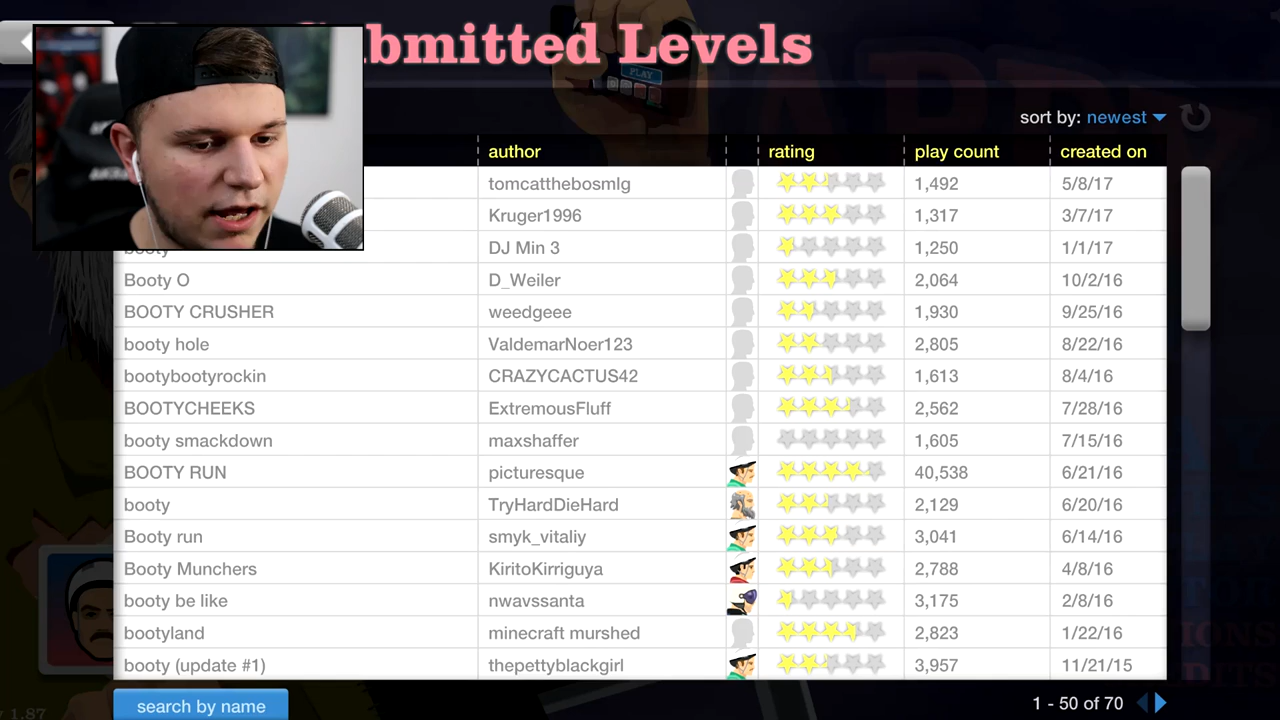 bmitted Levels
PLAY
sort by: newest
author rating play count created on
tomcatthebosmlg 1,492 5/8/17
Kruger1996 1,317 3/7/17
booty DJ Min 3 1,250 1/1/17
Booty O D_Weiler 2,064 10/2/16
BOOTY CRUSHER weedgeee 1,930 9/25/16
booty hole ValdemarNoer123 2,805 8/22/16
bootybootyrockin CRAZYCACTUS42 1,613 8/4/16
BOOTYCHEEKS ExtremousFluff 2,562 7/28/16
booty smackdown maxshaffer 1,605 7/15/16
BOOTY RUN picturesque 40,538 6/21/16
booty TryHardDieHard 2,129 6/20/16
Booty run smyk_vitaliy 3,041 6/14/16
Booty Munchers KiritoKirriguya 2,788 4/8/16
booty be like nwavssanta 3,175 2/8/16
bootyland minecraft murshed 2,823 1/22/16
booty (update #1) thepettyblackgirl 3,957 11/21/15
search by name 1 - 50 of 70
1.87